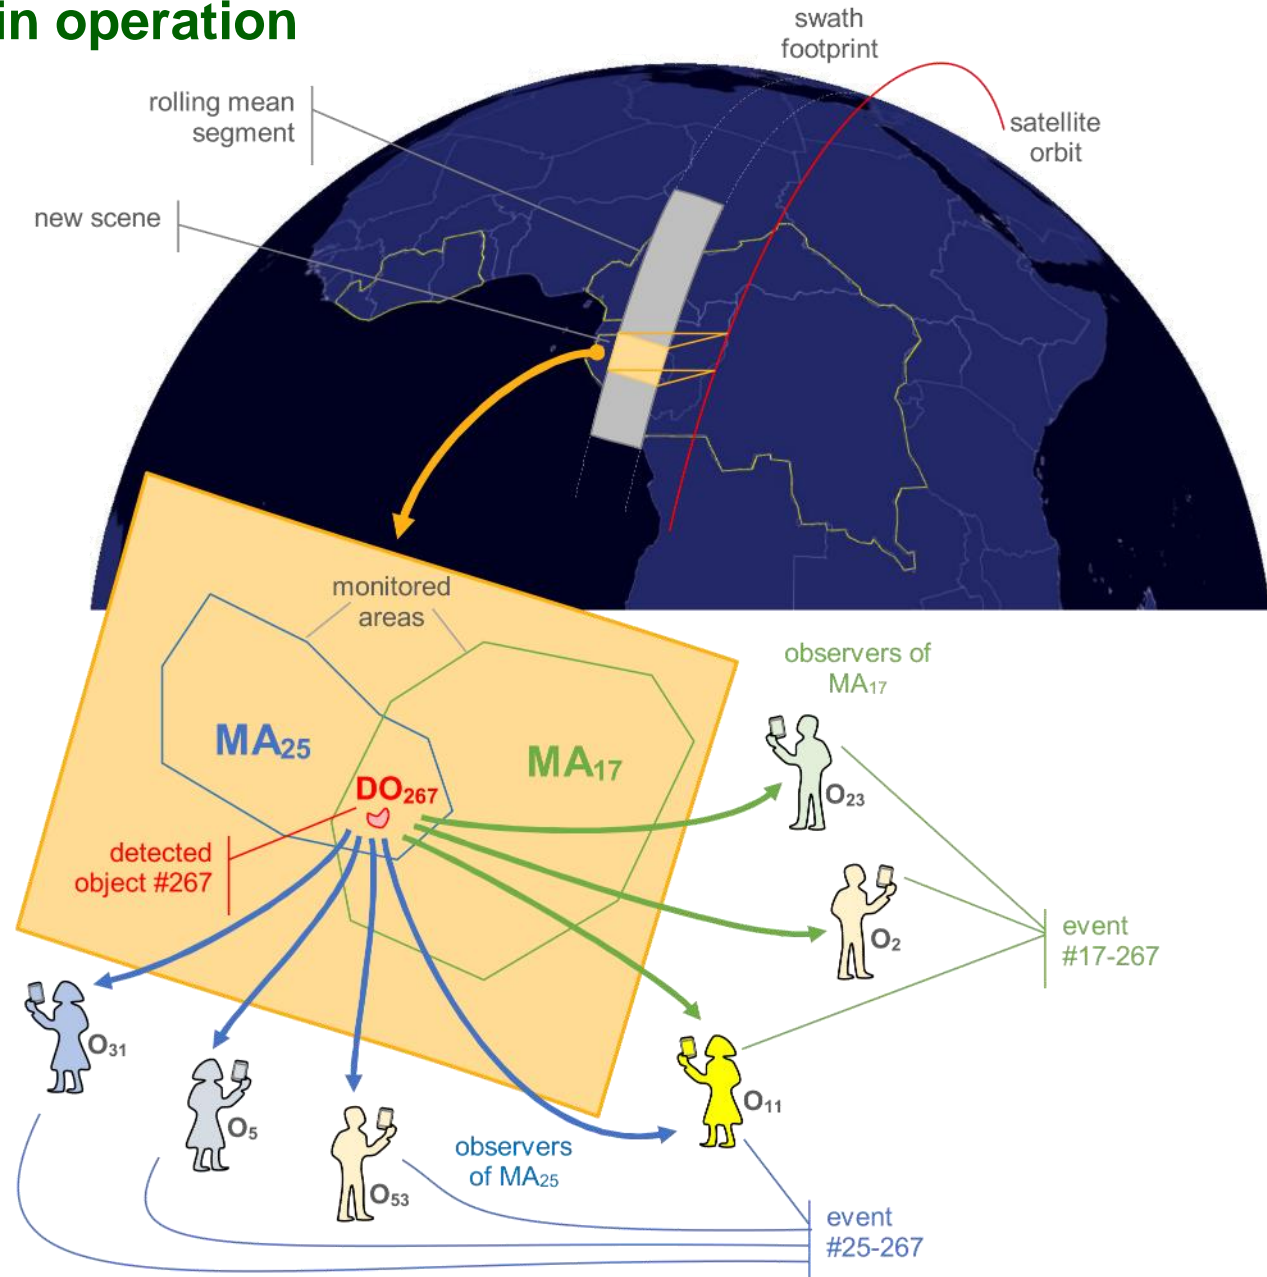 in operation
swath
footprint
rolling mean
segment
satellite
orbit
new scene
monitored
areas
observers of
MA17
MA25
MA17
DO267
O23
detected
object #267
event
#17-267
O2
O31
O11
O5
observers
of MA25
O53
event
#25-267